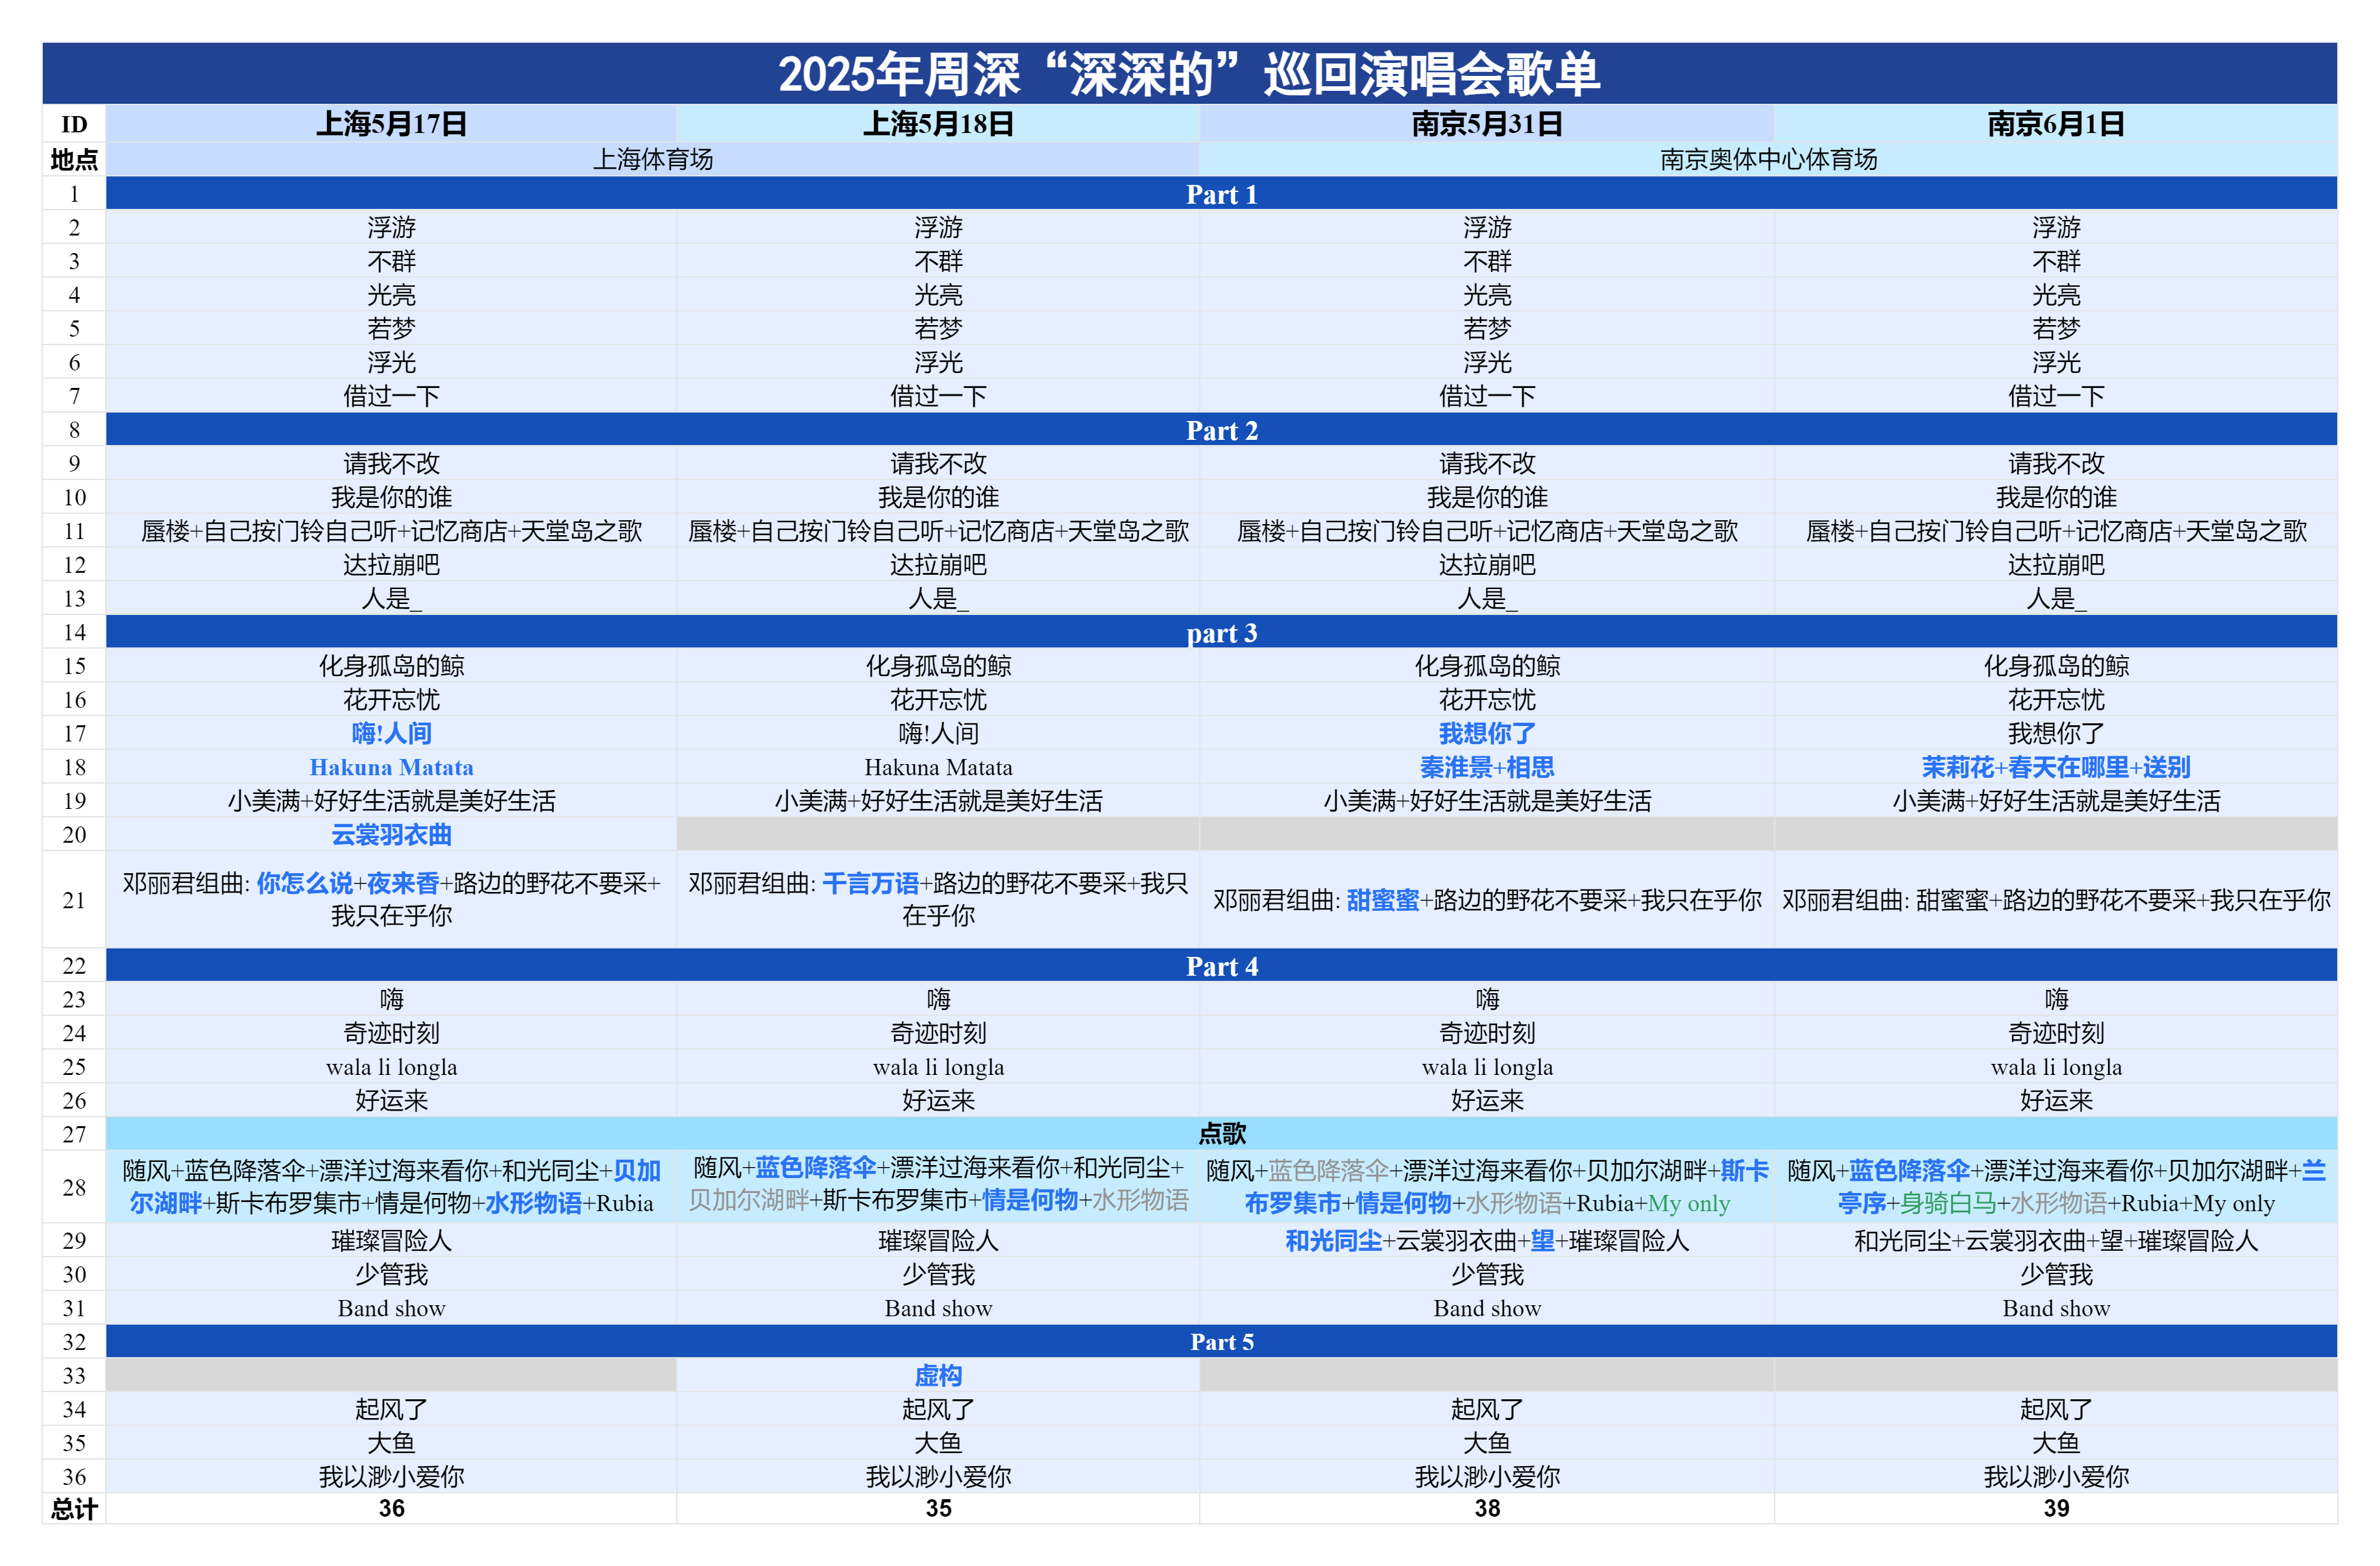 2025年周深“深深的”巡回演唱会歌单
ID 上海5月17日 上海5月18日 南京5月31日 南京6月1日
地点 上海体育场 南京奥体中心体育场
1 Part 1
2 浮游 浮游 浮游 浮游
3 不群 不群 不群 不群
4 光亮 光亮 光亮 光亮
5 若梦 若梦 若梦 若梦
6 浮光 浮光 浮光 浮光
7 借过一下 借过一下 借过一下 借过一下
8 Part 2
9 请我不改 请我不改 请我不改 请我不改
10 我是你的谁 我是你的谁 我是你的谁 我是你的谁
11 蜃楼+自己按门铃自己听+记忆商店+天堂岛之歌 蜃楼+自己按门铃自己听+记忆商店+天堂岛之歌 蜃楼+自己按门铃自己听+记忆商店+天堂岛之歌 蜃楼+自己按门铃自己听+记忆商店+天堂岛之歌
12 达拉崩吧 达拉崩吧 达拉崩吧 达拉崩吧
13 人是_ 人是_ 人是_ 人是_
14 part 3
15 化身孤岛的鲸 化身孤岛的鲸 化身孤岛的鲸 化身孤岛的鲸
16 花开忘忧 花开忘忧 花开忘忧 花开忘忧
17 嗨!人间 嗨!人间 我想你了 我想你了
18 Hakuna Matata Hakuna Matata 秦淮景+相思 茉莉花+春天在哪里+送别
19 小美满+好好生活就是美好生活 小美满+好好生活就是美好生活 小美满+好好生活就是美好生活 小美满+好好生活就是美好生活
20 云裳羽衣曲
21 邓丽君组曲: 你怎么说+夜来香+路边的野花不要采+
我只在乎你
邓丽君组曲: 千言万语+路边的野花不要采+我只
在乎你
邓丽君组曲: 甜蜜蜜+路边的野花不要采+我只在乎你
邓丽君组曲: 甜蜜蜜+路边的野花不要采+我只在乎你
22 Part 4
23 嗨 嗨 嗨 嗨
24 奇迹时刻 奇迹时刻 奇迹时刻 奇迹时刻
25 wala li longla wala li longla wala li longla wala li longla
26 好运来 好运来 好运来 好运来
27 点歌
28 随风+蓝色降落伞+漂洋过海来看你+和光同尘+贝加
尔湖畔+斯卡布罗集市+情是何物+水形物语+Rubia
随风+蓝色降落伞+漂洋过海来看你+和光同尘+
贝加尔湖畔+斯卡布罗集市+情是何物+水形物语
随风+蓝色降落伞+漂洋过海来看你+贝加尔湖畔+斯卡
布罗集市+情是何物+水形物语+Rubia+My only
随风+蓝色降落伞+漂洋过海来看你+贝加尔湖畔+兰
亭序+身骑白马+水形物语+Rubia+My only
29 璀璨冒险人 璀璨冒险人 和光同尘+云裳羽衣曲+望+璀璨冒险人 和光同尘+云裳羽衣曲+望+璀璨冒险人
30 少管我 少管我 少管我 少管我
31 Band show Band show Band show Band show
32 Part 5
33 虚构
34 起风了 起风了 起风了 起风了
35 大鱼 大鱼 大鱼 大鱼
36 我以渺小爱你 我以渺小爱你 我以渺小爱你 我以渺小爱你
总计 36 35 38 39